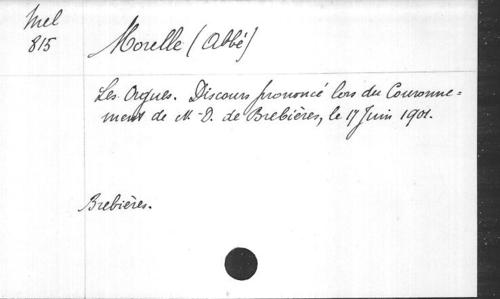 Mel
815
Morelle (Abbé)
Les Orgues. Discours prononcé lors du Couronne-
ment de N.-D. de Brebières, le 17 Juin 1901.
Brebières.